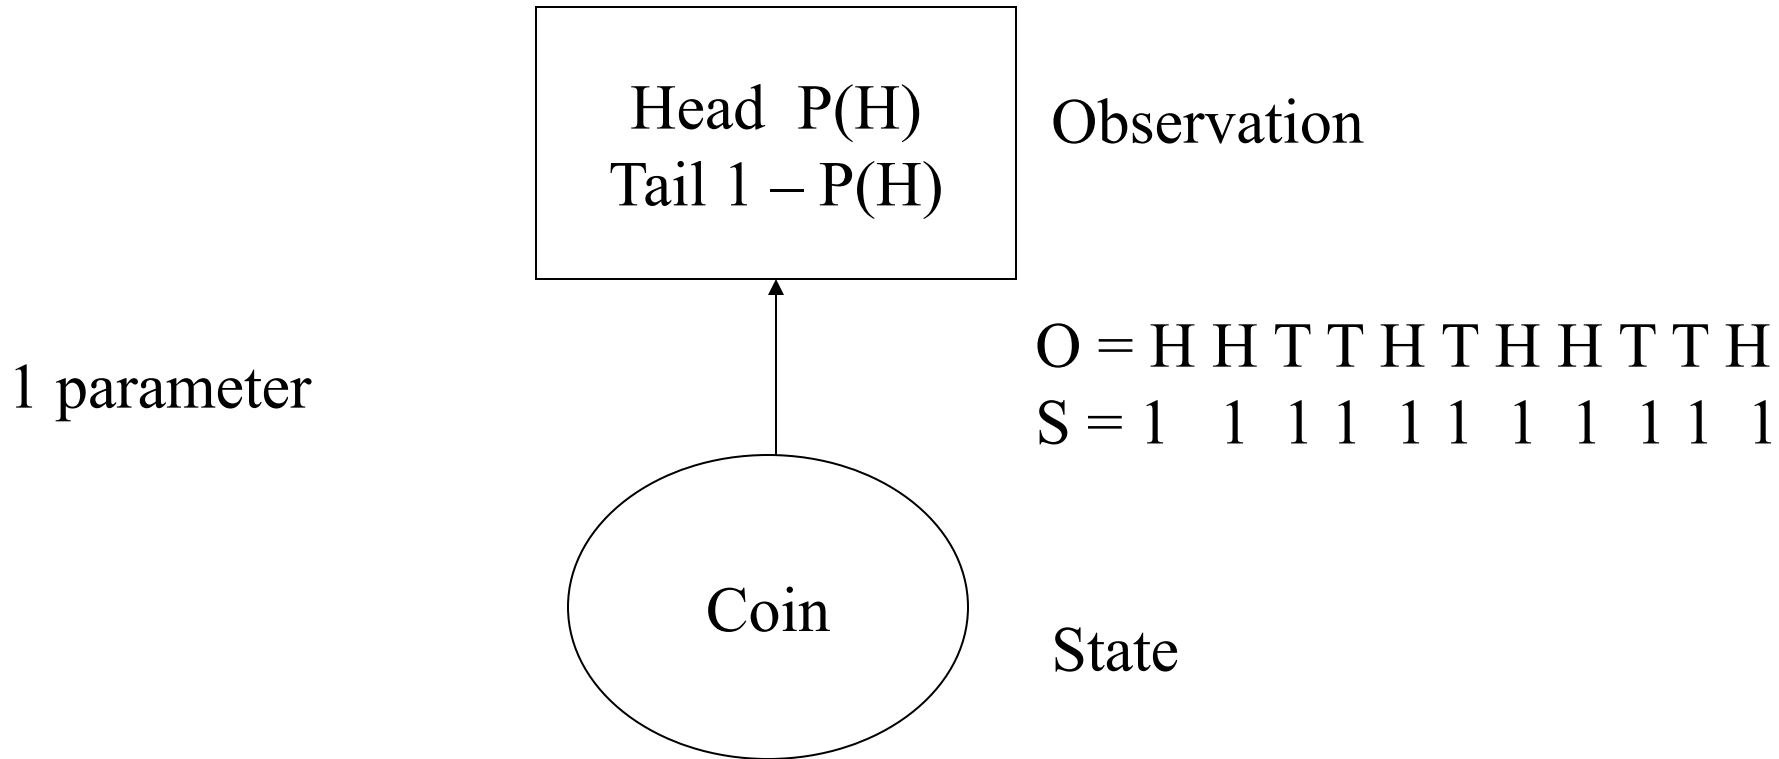 Head P(H)
Tail 1 – P(H)
Observation
1 parameter
O = H H T T H T H H T T H
S = 1 1 1 1 1 1 1 1 1 1 1
Coin
State